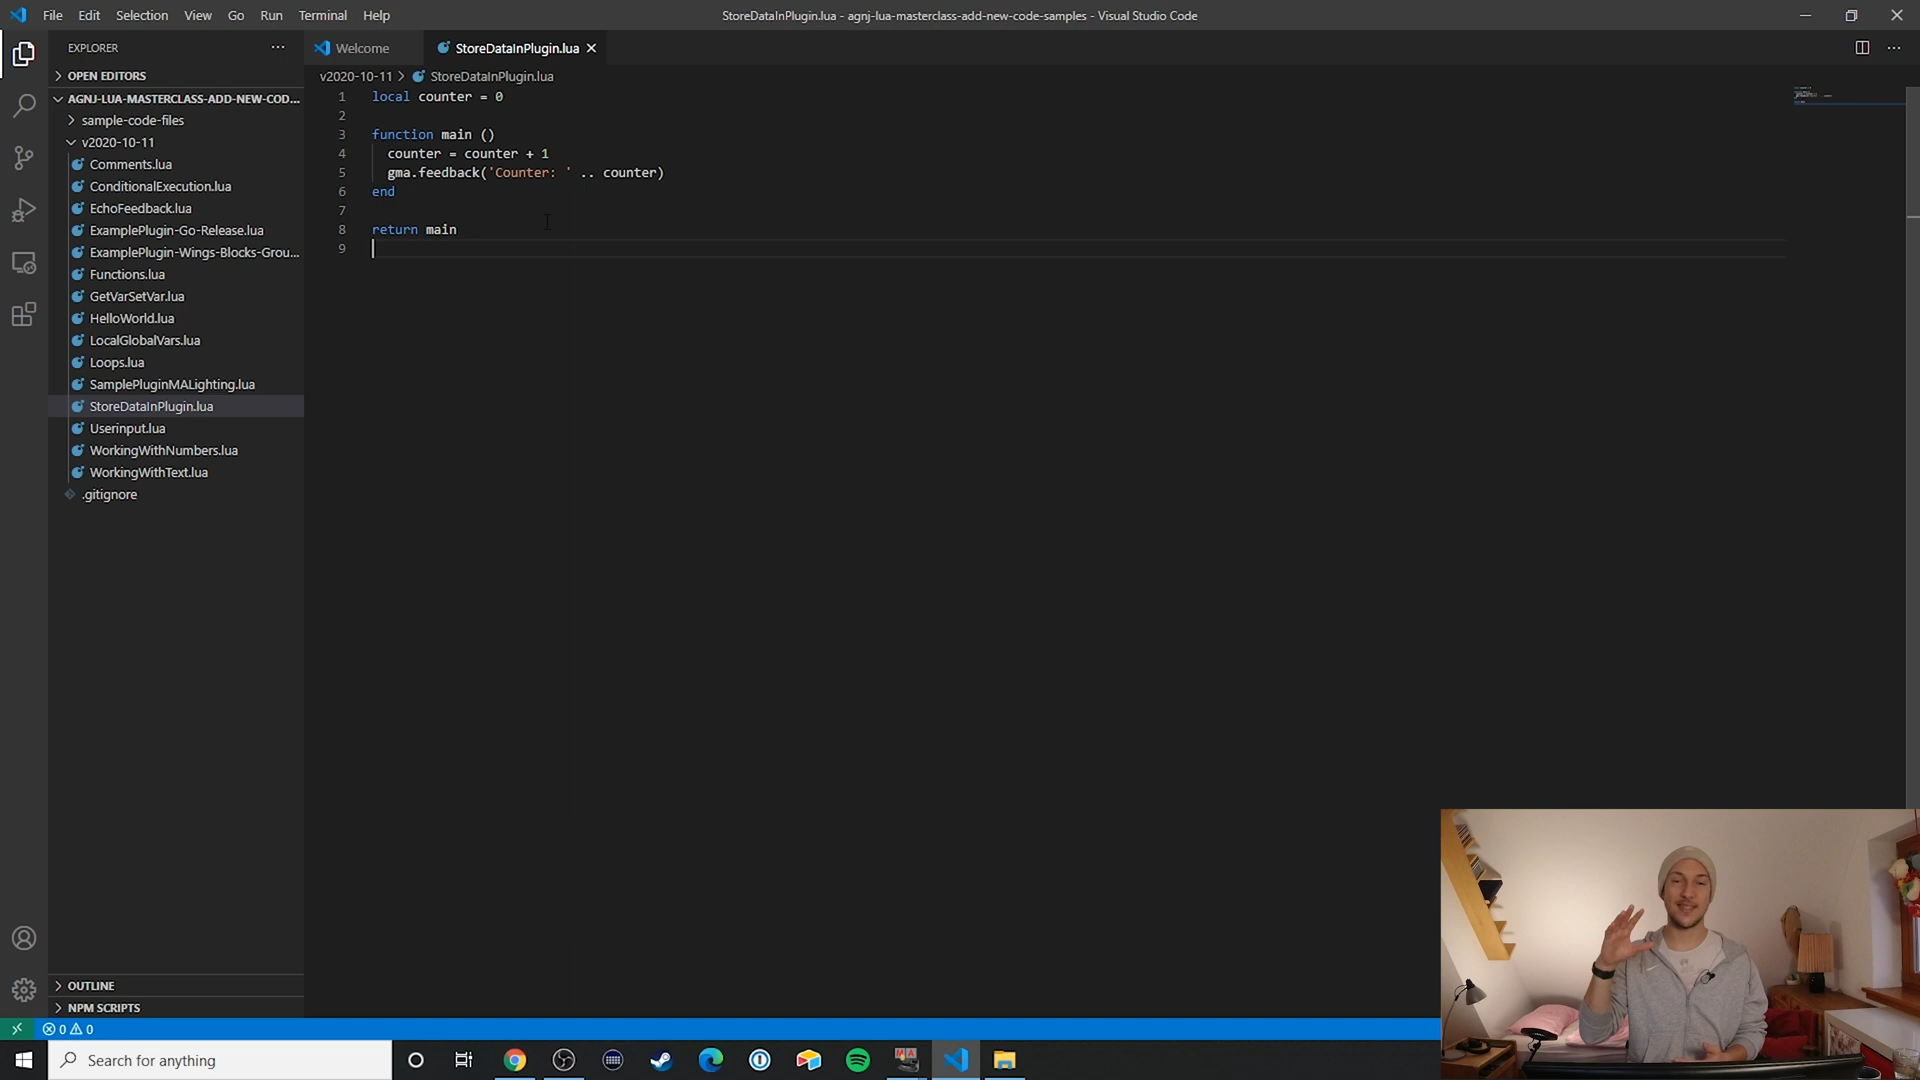 File Edit Selection View Go Run Terminal Help
StoreDataInPlugin.lua - agnj-lua-masterclass-add-new-code-samples - Visual Studio Code
EXPLORER
OPEN EDITORS
AGNJ-LUA-MASTERCLASS-ADD-NEW-COD...
sample-code-files
v2020-10-11
Comments.lua
ConditionalExecution.lua
EchoFeedback.lua
ExamplePlugin-Go-Release.lua
ExamplePlugin-Wings-Blocks-Grou...
Functions.lua
GetVarSetVar.lua
HelloWorld.lua
LocalGlobalVars.lua
Loops.lua
SamplePluginMALighting.lua
StoreDataInPlugin.lua
Userinput.lua
WorkingWithNumbers.lua
WorkingWithText.lua
.gitignore
OUTLINE
NPM SCRIPTS
Welcome
StoreDataInPlugin.lua
v2020-10-11 > StoreDataInPlugin.lua
1 local counter = 0
2
3 function main ()
4 counter = counter + 1
5 gma.feedback('Counter: ' .. counter)
6 end
7
8 return main
9
0 0
Search for anything